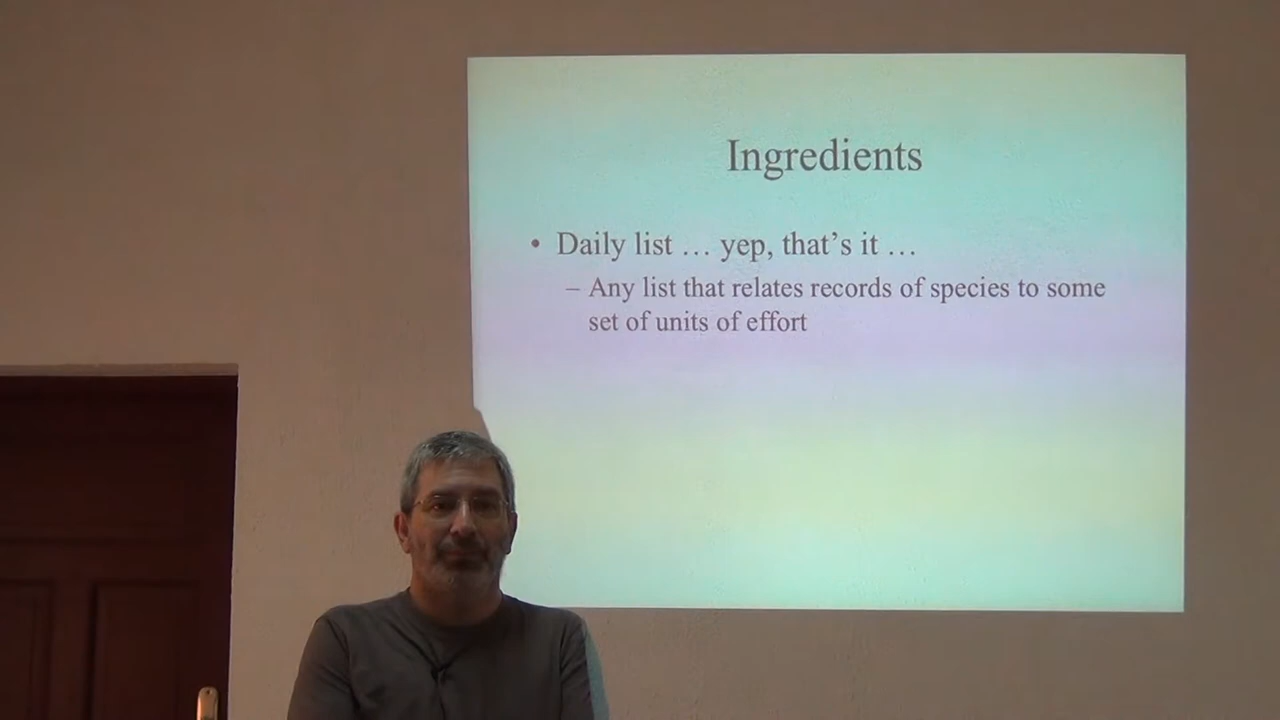 Ingredients
• Daily list … yep, that’s it …
– Any list that relates records of species to some
set of units of effort